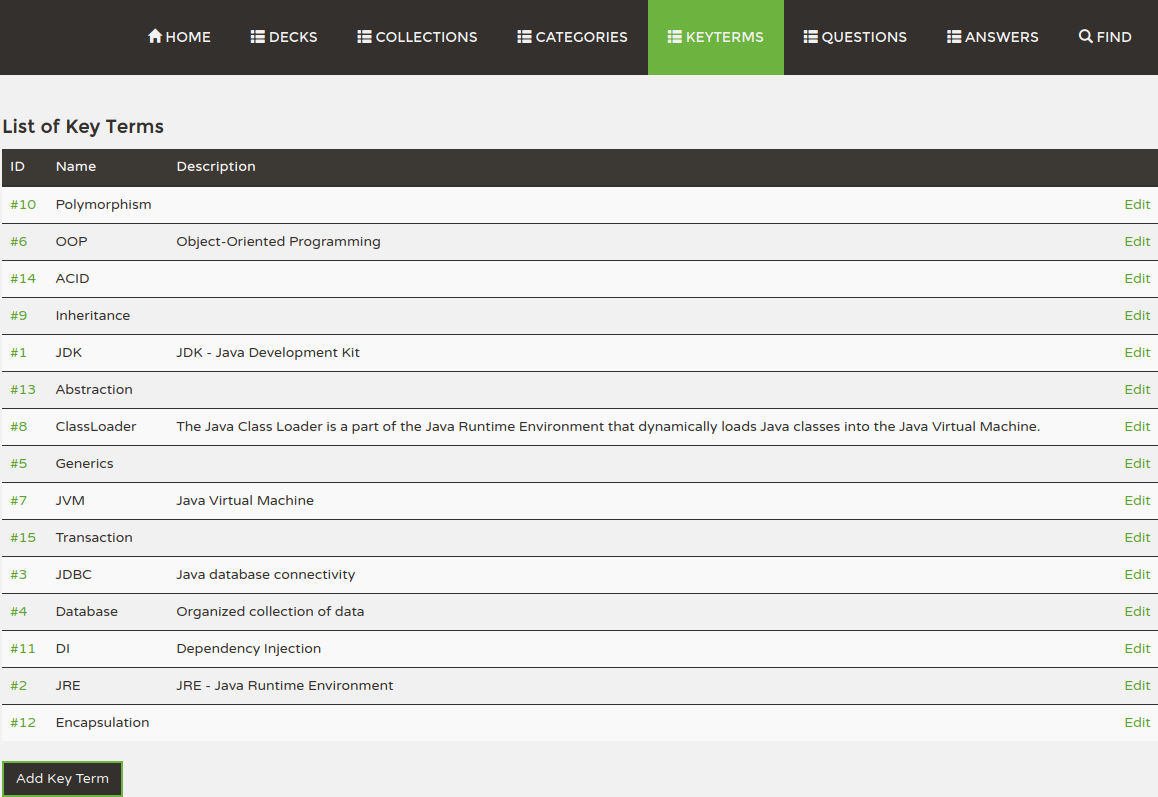 HOME DECKS COLLECTIONS CATEGORIES KEYTERMS QUESTIONS ANSWERS FIND
List of Key Terms
ID Name Description
#10 Polymorphism Edit
#6 OOP Object-Oriented Programming Edit
#14 ACID Edit
#9 Inheritance Edit
#1 JDK JDK - Java Development Kit Edit
#13 Abstraction Edit
#8 ClassLoader The Java Class Loader is a part of the Java Runtime Environment that dynamically loads Java classes into the Java Virtual Machine. Edit
#5 Generics Edit
#7 JVM Java Virtual Machine Edit
#15 Transaction Edit
#3 JDBC Java database connectivity Edit
#4 Database Organized collection of data Edit
#11 DI Dependency Injection Edit
#2 JRE JRE - Java Runtime Environment Edit
#12 Encapsulation Edit
Add Key Term